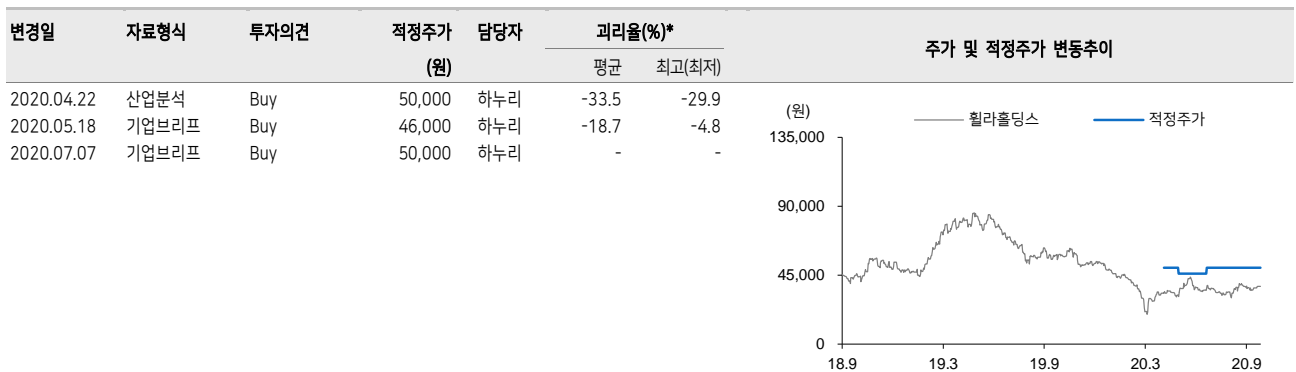 변경일 자료형식 투자의견 적정주가 담당자 괴리율(%)* 주가 및 적정주가 변동추이
(원) 평균 최고(최저)
2020.04.22 산업분석 Buy 50,000 하누리 -33.5 -29.9
2020.05.18 기업브리프 Buy 46,000 하누리 -18.7 -4.8
2020.07.07 기업브리프 Buy 50,000 하누리 - -
(원) 휠라홀딩스 적정주가
135,000
90,000
45,000
0
18.9 19.3 19.9 20.3 20.9